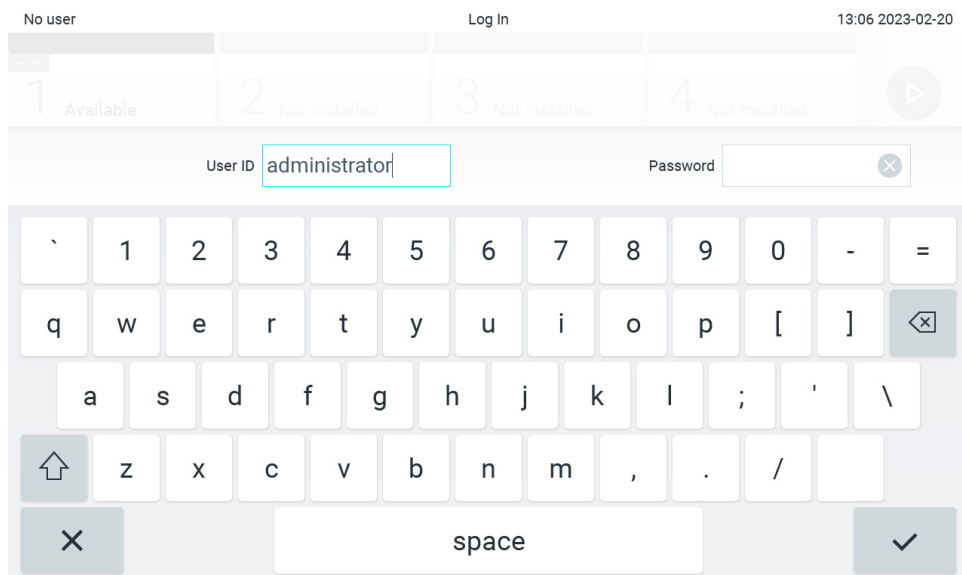 No user Log In 13:06 2023-02-20
1 Available 2 Not installed 3 Not installed 4 Not installed
User ID administrator Password
` 1 2 3 4 5 6 7 8 9 0 - =
q w e r t y u i o p [ ]
a s d f g h j k l ; ' \
z x c v b n m , . /
space